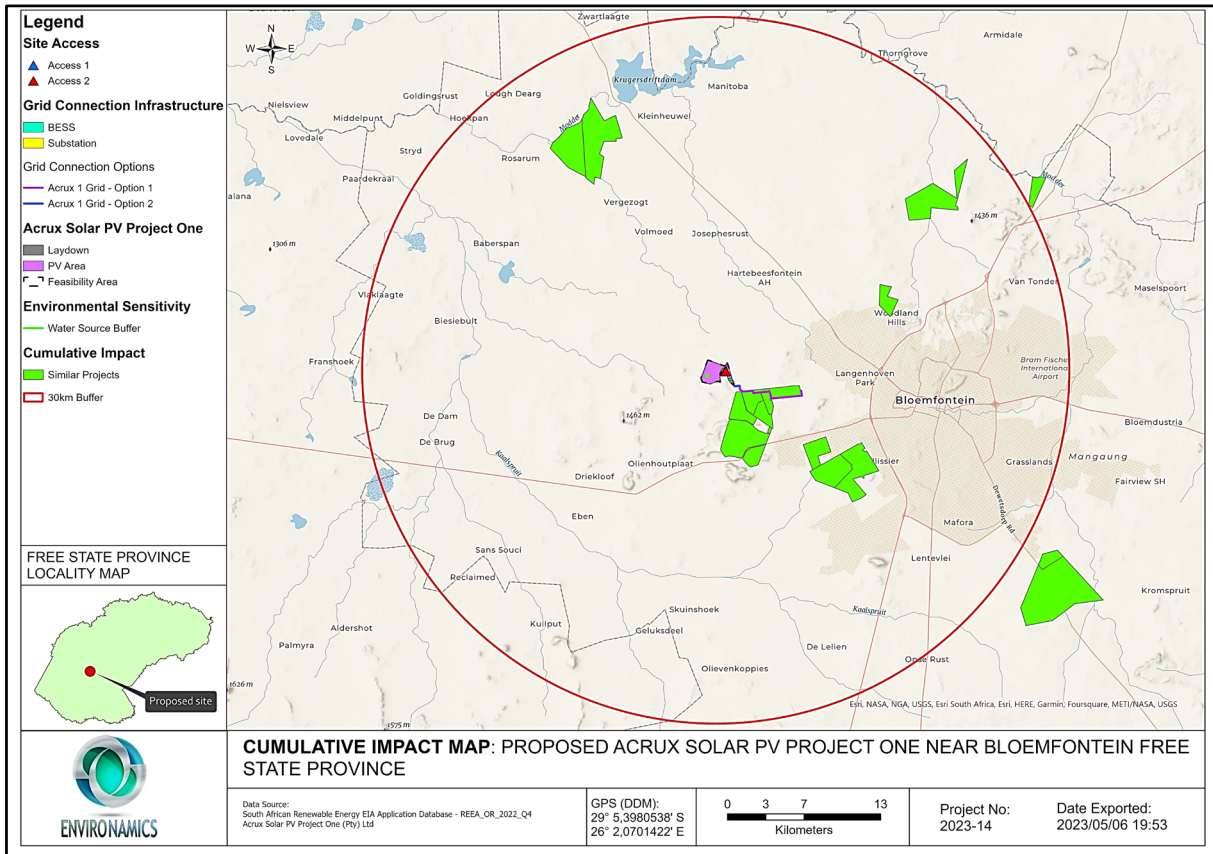 Legend
Site Access
Access 1
Access 2
Grid Connection Infrastructure
BESS
Substation
Grid Connection Options
Acrux 1 Grid - Option 1
Acrux 1 Grid - Option 2
Acrux Solar PV Project One
Laydown
PV Area
Feasibility Area
Environmental Sensitivity
Water Source Buffer
Cumulative Impact
Similar Projects
30km Buffer
FREE STATE PROVINCE
LOCALITY MAP
Proposed site
ENVIRONAMICS
N
W E
S
Zwartlaagte
Armidale
Thorngrove
Krugersdriftdam
Manitoba
Goldingsrust
Lough Dearg
Nielsview
Middelpunt
Hoekpan
Modder
Kleinheuwel
Lovedale
Stryd
Rosarum
Paardekraal
Modder
alana
Vergezogt
1436 m
1306 m
Baberspan
Volmoed
Josephesrust
Hartebeesfontein
AH
Van Tonder
Maselspoort
Vlaklaagte
Biesiebult
Woodland
Hills
Franshoek
Langenhoven
Park
Bram Fische
Internationa
Airport
Bloemfontein
De Dam
1462 m
Bloemdustria
De Brug
Kaalspruit
Olienhoutplaat
llissier
Grasslands
Mangaung
Driekloof
Fairview SH
Dewetsdorp Rd
Eben
Mafora
Sans Souci
Lentevlei
Reclaimed
Kromspruit
Skuinshoek
Kaalspruit
Aldershot
Kuilput
Geluksdeel
Palmyra
De Lelien
Olievenkoppies
Onze Rust
1626 m
1575 m
Esri, NASA, NGA, USGS, Esri South Africa, Esri, HERE, Garmin, Foursquare, METI/NASA, USGS
CUMULATIVE IMPACT MAP: PROPOSED ACRUX SOLAR PV PROJECT ONE NEAR BLOEMFONTEIN FREE
STATE PROVINCE
Data Source:
South African Renewable Energy EIA Application Database - REEA_OR_2022_Q4
Acrux Solar PV Project One (Pty) Ltd
GPS (DDM):
29° 5,3980538' S
26° 2,0701422' E
0 3 7 13
Kilometers
Project No:
2023-14
Date Exported:
2023/05/06 19:53